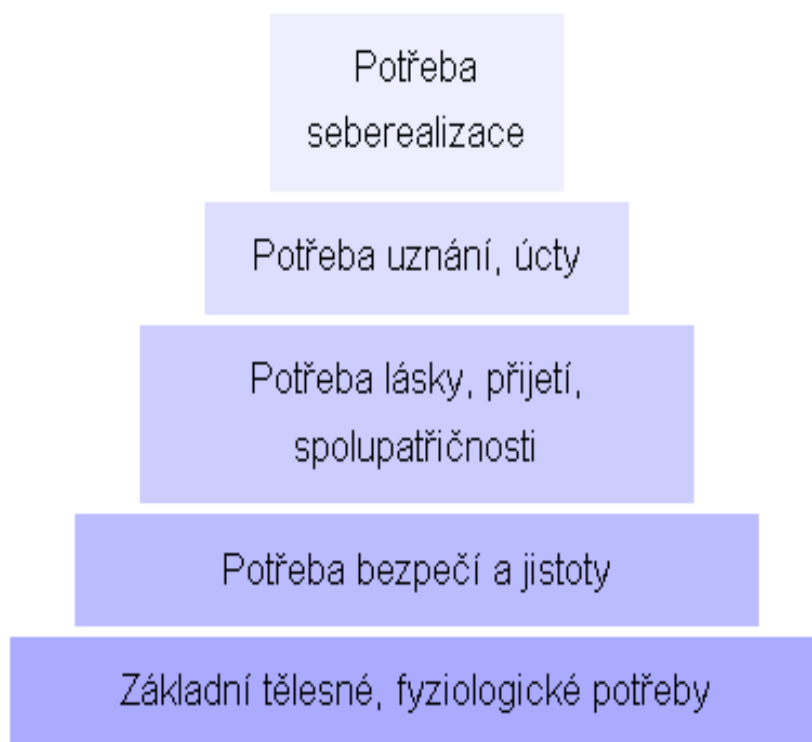 Potřeba
seberealizace
Potřeba uznání, úcty
Potřeba lásky, přijetí,
spolupatřičnosti
Potřeba bezpečí a jistoty
Základní tělesné, fyziologické potřeby